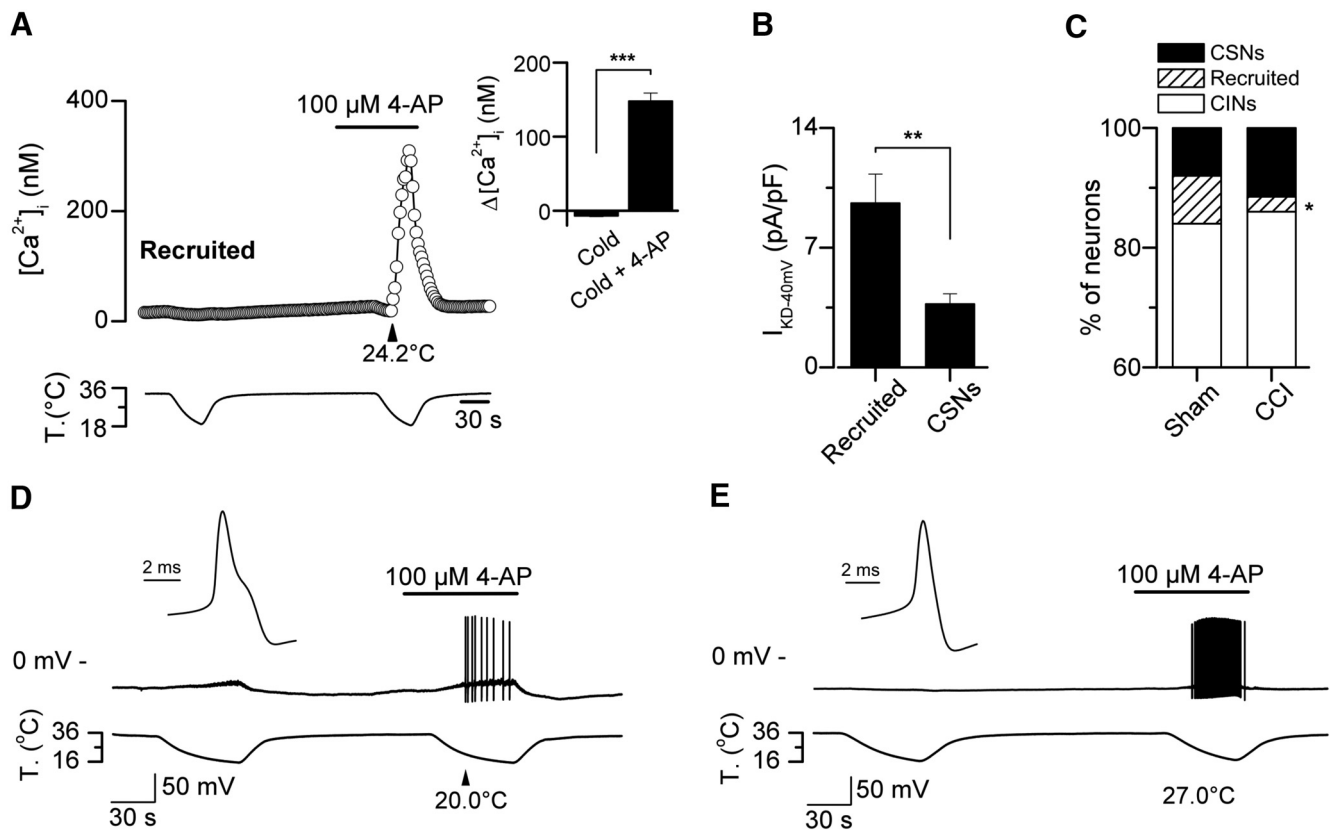 A
400
200
0
[Ca2+]i (nM)
100 µM 4-AP
Recruited
24.2°C
T.(°C)
36
18
30 s
200
100
0
Δ[Ca2+]i (nM)
***
Cold
Cold + 4-AP
B
14
7
0
IKD-40mV (pA/pF)
**
Recruited
CSNs
C
CSNs
Recruited
CINs
100
80
60
% of neurons
*
Sham
CCI
D
2 ms
100 µM 4-AP
0 mV -
T. (°C)
36
16
50 mV
30 s
20.0°C
E
2 ms
100 µM 4-AP
0 mV -
T. (°C)
36
16
50 mV
30 s
27.0°C